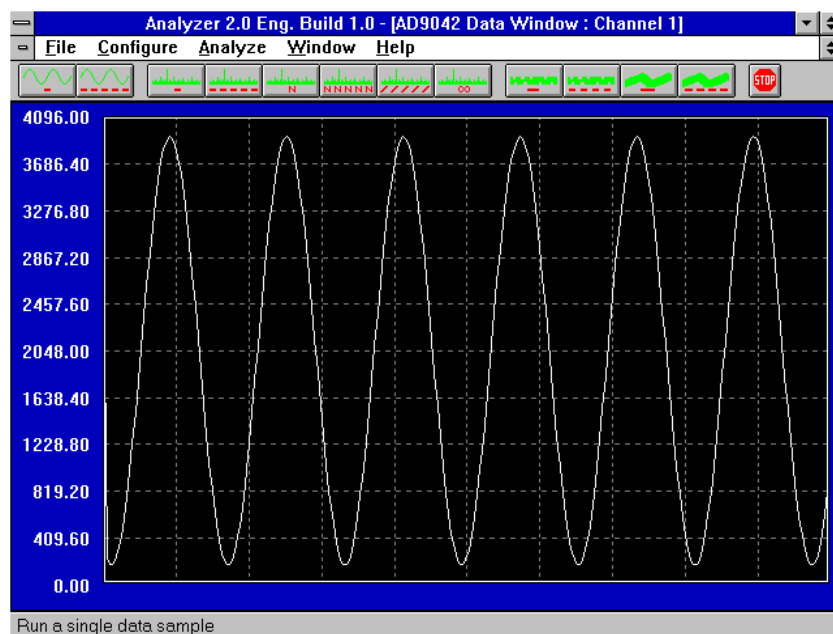 Analyzer 2.0 Eng. Build 1.0 - [AD9042 Data Window : Channel 1]
File Configure Analyze Window Help
N NNNNN ///// ∞ STOP
4096.00
3686.40
3276.80
2867.20
2457.60
2048.00
1638.40
1228.80
819.20
409.60
0.00
Run a single data sample